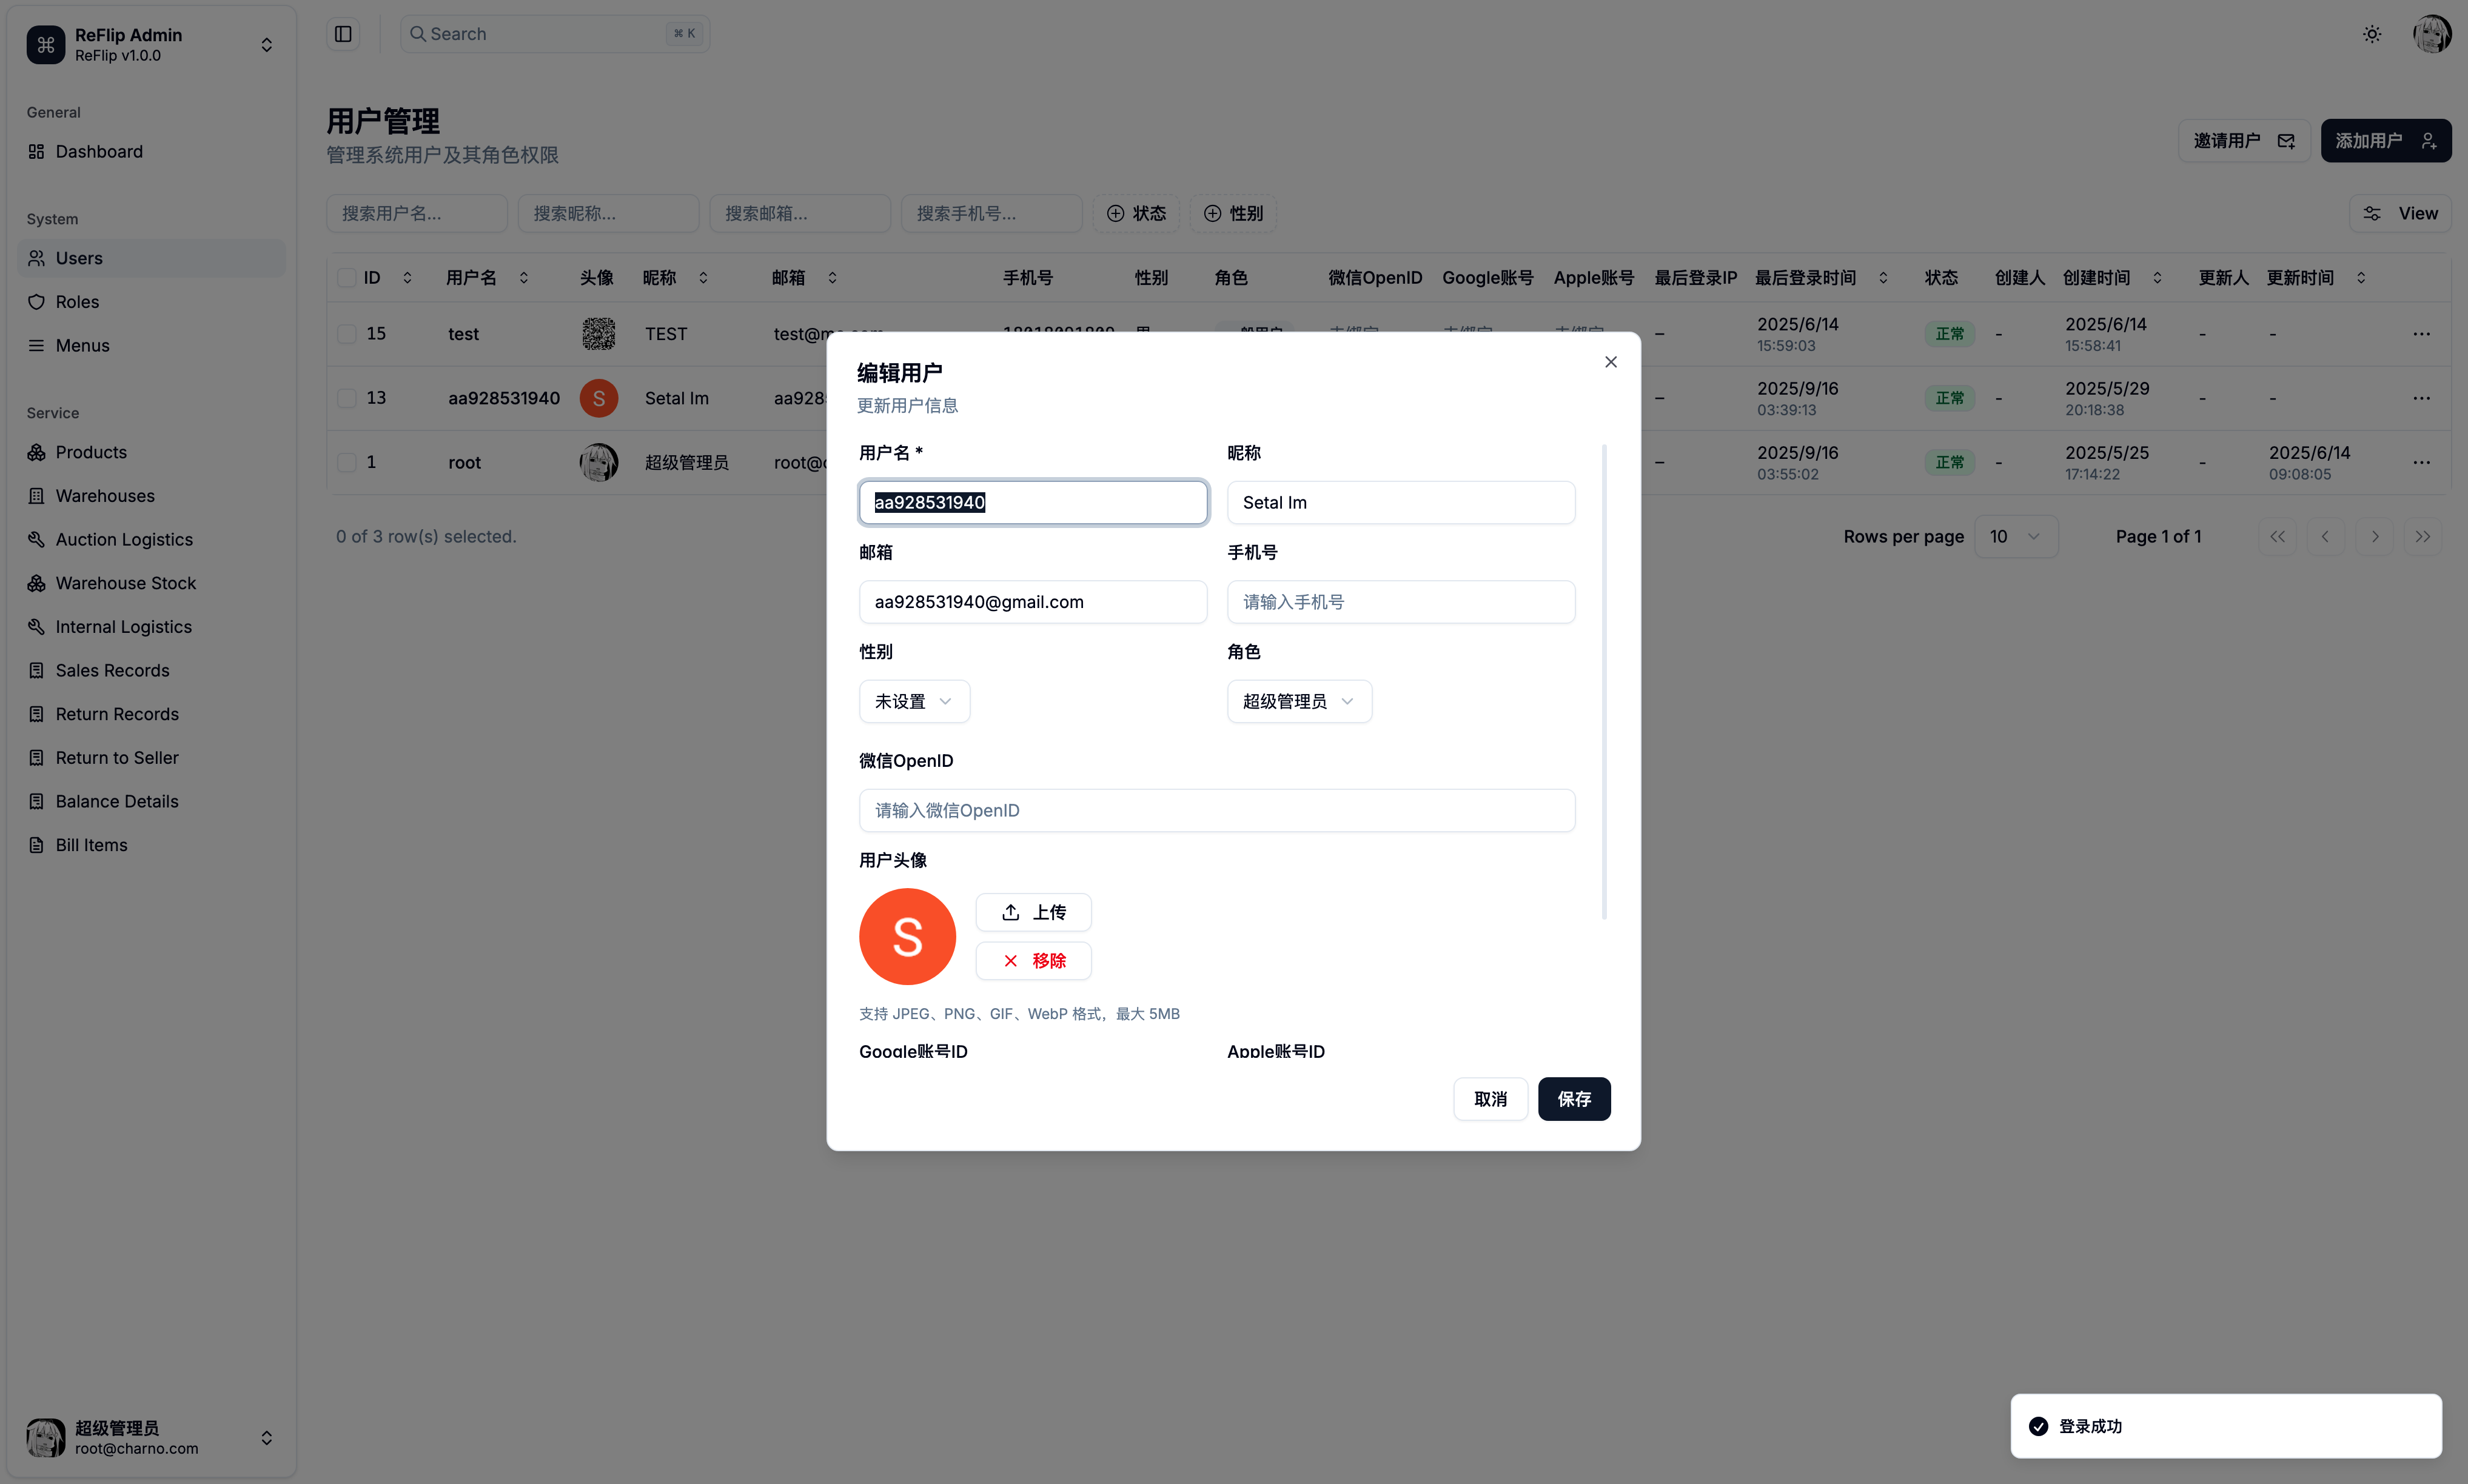 ReFlip Admin
ReFlip v1.0.0
General
Dashboard
System
Users
Roles
Menus
Service
Products
Warehouses
Auction Logistics
Warehouse Stock
Internal Logistics
Sales Records
Return Records
Return to Seller
Balance Details
Bill Items
超级管理员
root@charno.com
Search ⌘ K
用户管理
管理系统用户及其角色权限
邀请用户
添加用户
搜索用户名... 搜索昵称... 搜索邮箱... 搜索手机号... 状态 性别 View
ID 用户名 头像 昵称 邮箱 手机号 性别 角色 微信OpenID Google账号 Apple账号 最后登录IP 最后登录时间 状态 创建人 创建时间 更新人 更新时间
15 test TEST – 2025/6/14 15:59:03 正常 - 2025/6/14 15:58:41 - -
13 aa928531940 S Setal Im – 2025/9/16 03:39:13 正常 - 2025/5/29 20:18:38 - -
1 root 超级管理员 – 2025/9/16 03:55:02 正常 - 2025/5/25 17:14:22 - 2025/6/14 09:08:05
0 of 3 row(s) selected.
Rows per page 10 Page 1 of 1
编辑用户
更新用户信息
用户名 * 昵称
aa928531940 Setal Im
邮箱 手机号
aa928531940@gmail.com 请输入手机号
性别 角色
未设置 超级管理员
微信OpenID
请输入微信OpenID
用户头像
S
上传
移除
支持 JPEG、PNG、GIF、WebP 格式，最大 5MB
Google账号ID Apple账号ID
取消 保存
登录成功